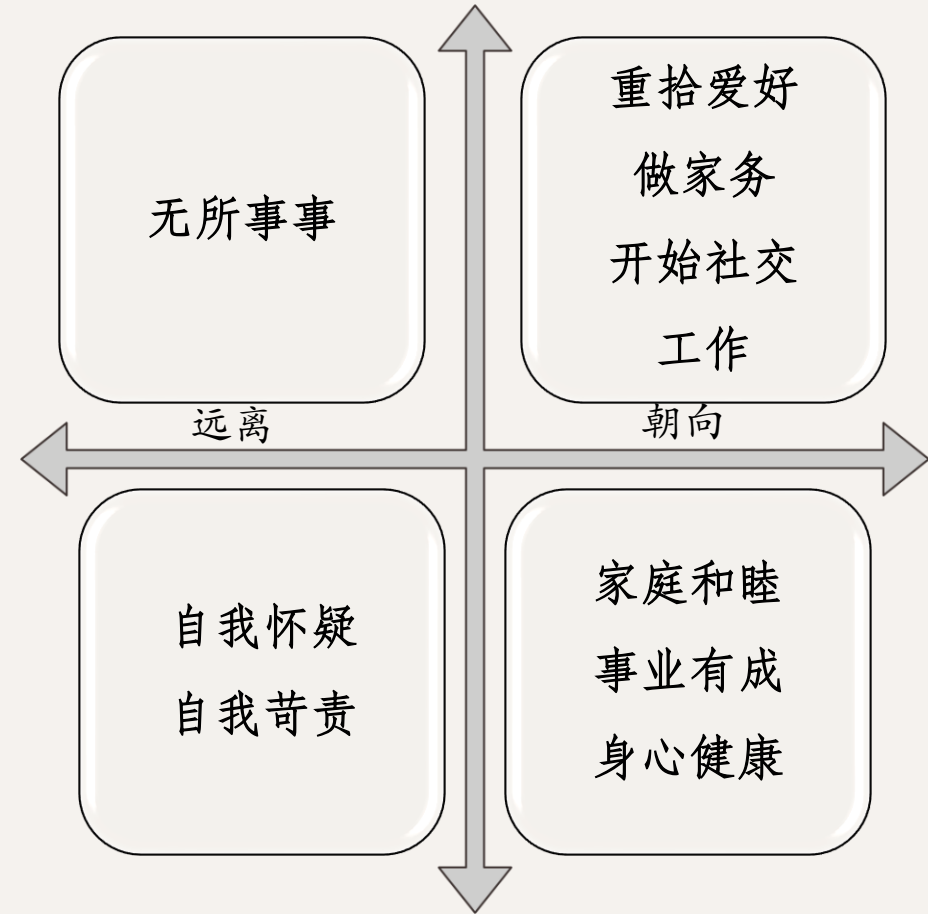 无所事事
重拾爱好
做家务
开始社交
工作
远离
朝向
自我怀疑
自我苛责
家庭和睦
事业有成
身心健康